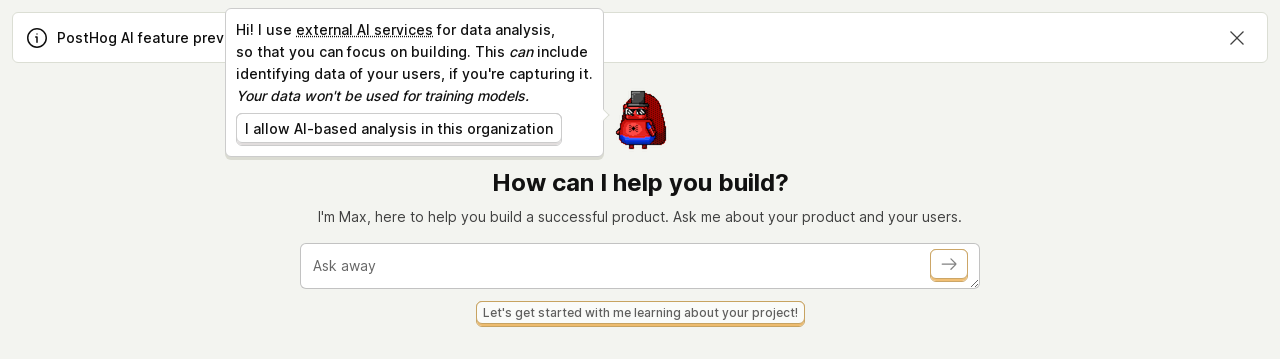 PostHog AI feature prev
Hi! I use external AI services for data analysis,
so that you can focus on building. This can include
identifying data of your users, if you're capturing it.
Your data won't be used for training models.
I allow AI-based analysis in this organization
How can I help you build?
I'm Max, here to help you build a successful product. Ask me about your product and your users.
Ask away
Let's get started with me learning about your project!